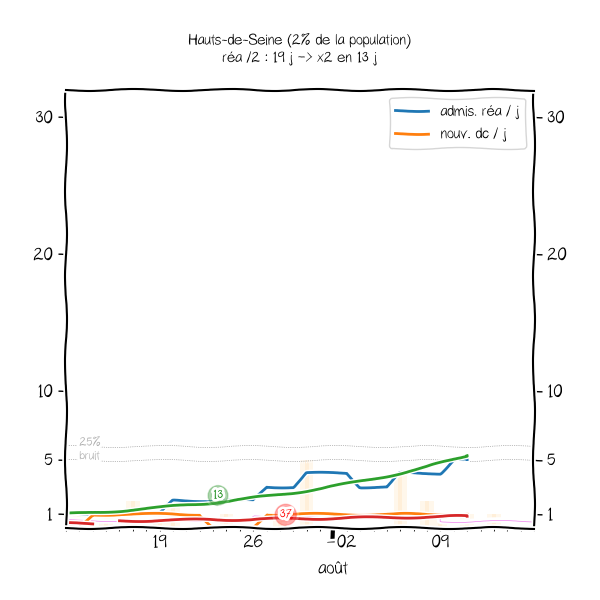 Hauts-de-Seine (2% de la population)
réa /2 : 19 j -> x2 en 13 j
admis. réa / j
nouv. dc / j
30
30
20
20
10
10
25%
bruit
5
5
13
37
1
1
19
26
02
09
août